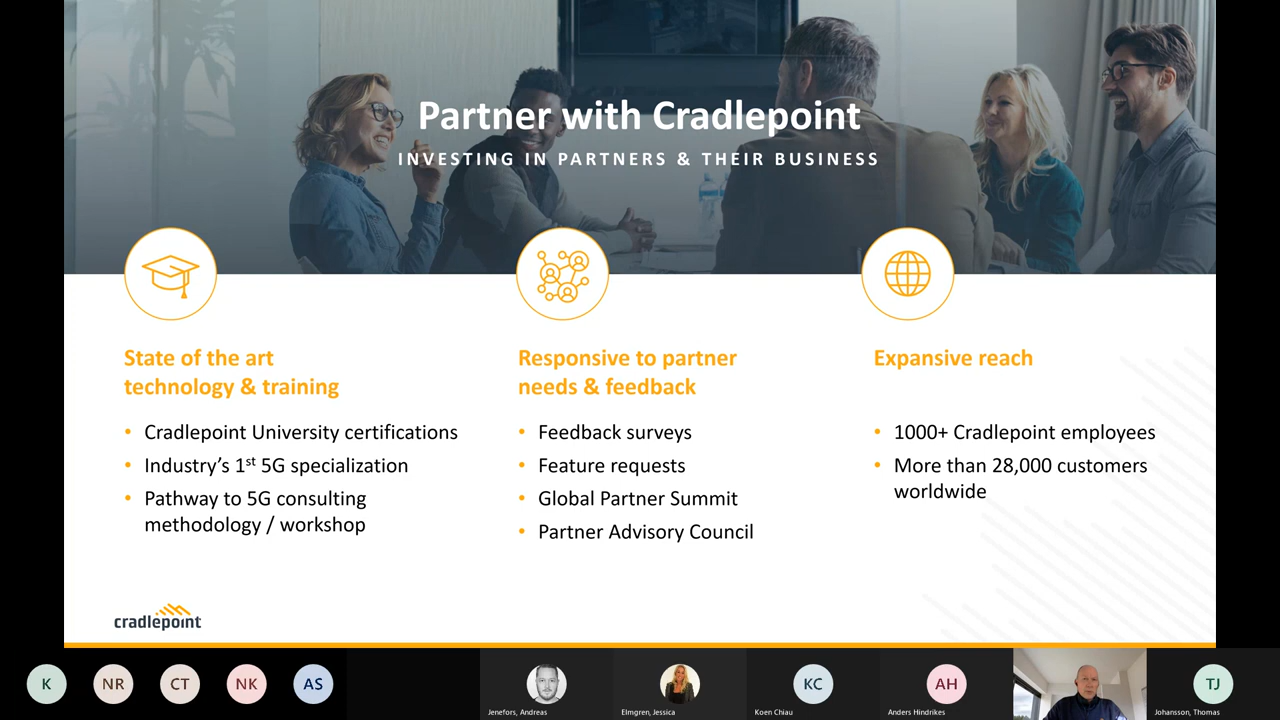 Partner with Cradlepoint
INVESTING IN PARTNERS & THEIR BUSINESS
State of the art
technology & training
• Cradlepoint University certifications
• Industry's 1st 5G specialization
• Pathway to 5G consulting
methodology / workshop
Responsive to partner
needs & feedback
• Feedback surveys
• Feature requests
• Global Partner Summit
• Partner Advisory Council
Expansive reach
• 1000+ Cradlepoint employees
• More than 28,000 customers
worldwide
cradlepoint
K
NR
CT
NK
AS
Jenefors, Andreas
Elmgren, Jessica
KC
Koen Chiau
AH
Anders Hindrikes
TJ
Johansson, Thomas